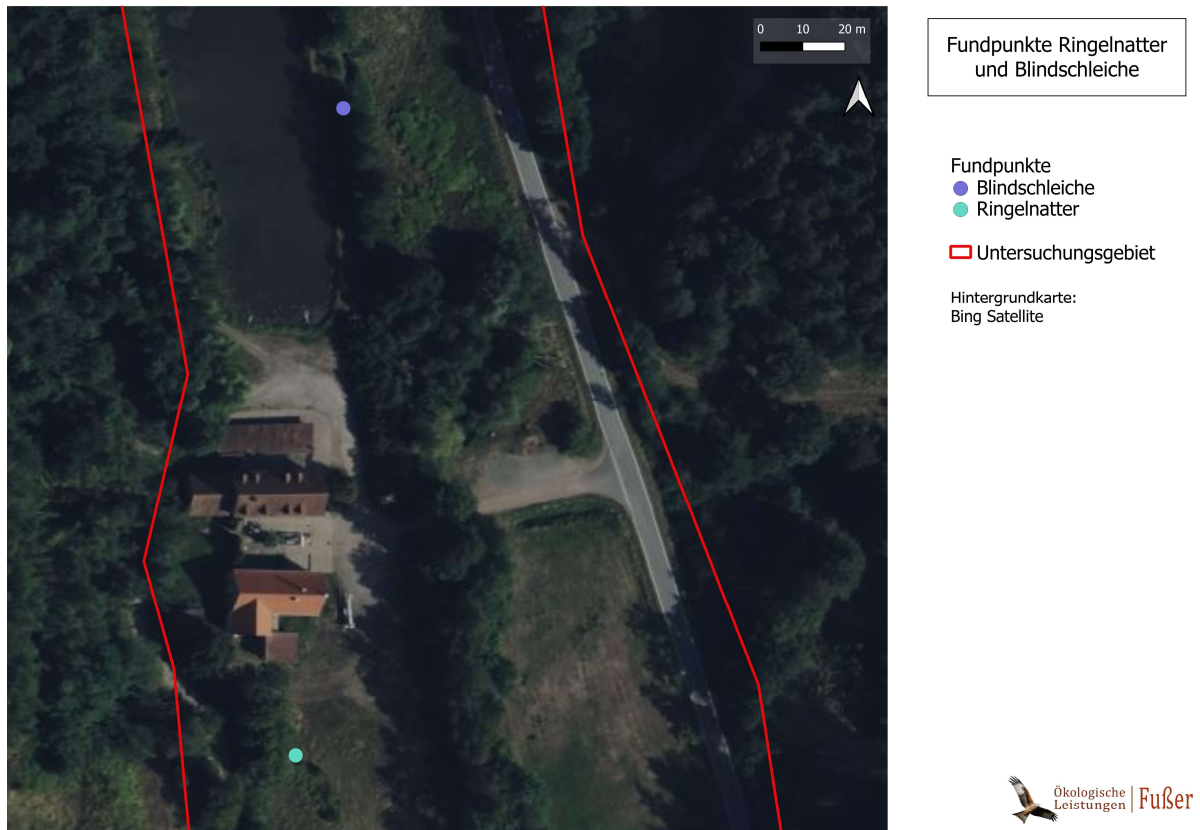 0 10 20 m
Fundpunkte Ringelnatter
und Blindschleiche
Fundpunkte
Blindschleiche
Ringelnatter
Untersuchungsgebiet
Hintergrundkarte:
Bing Satellite
Ökologische
Leistungen | Fußer